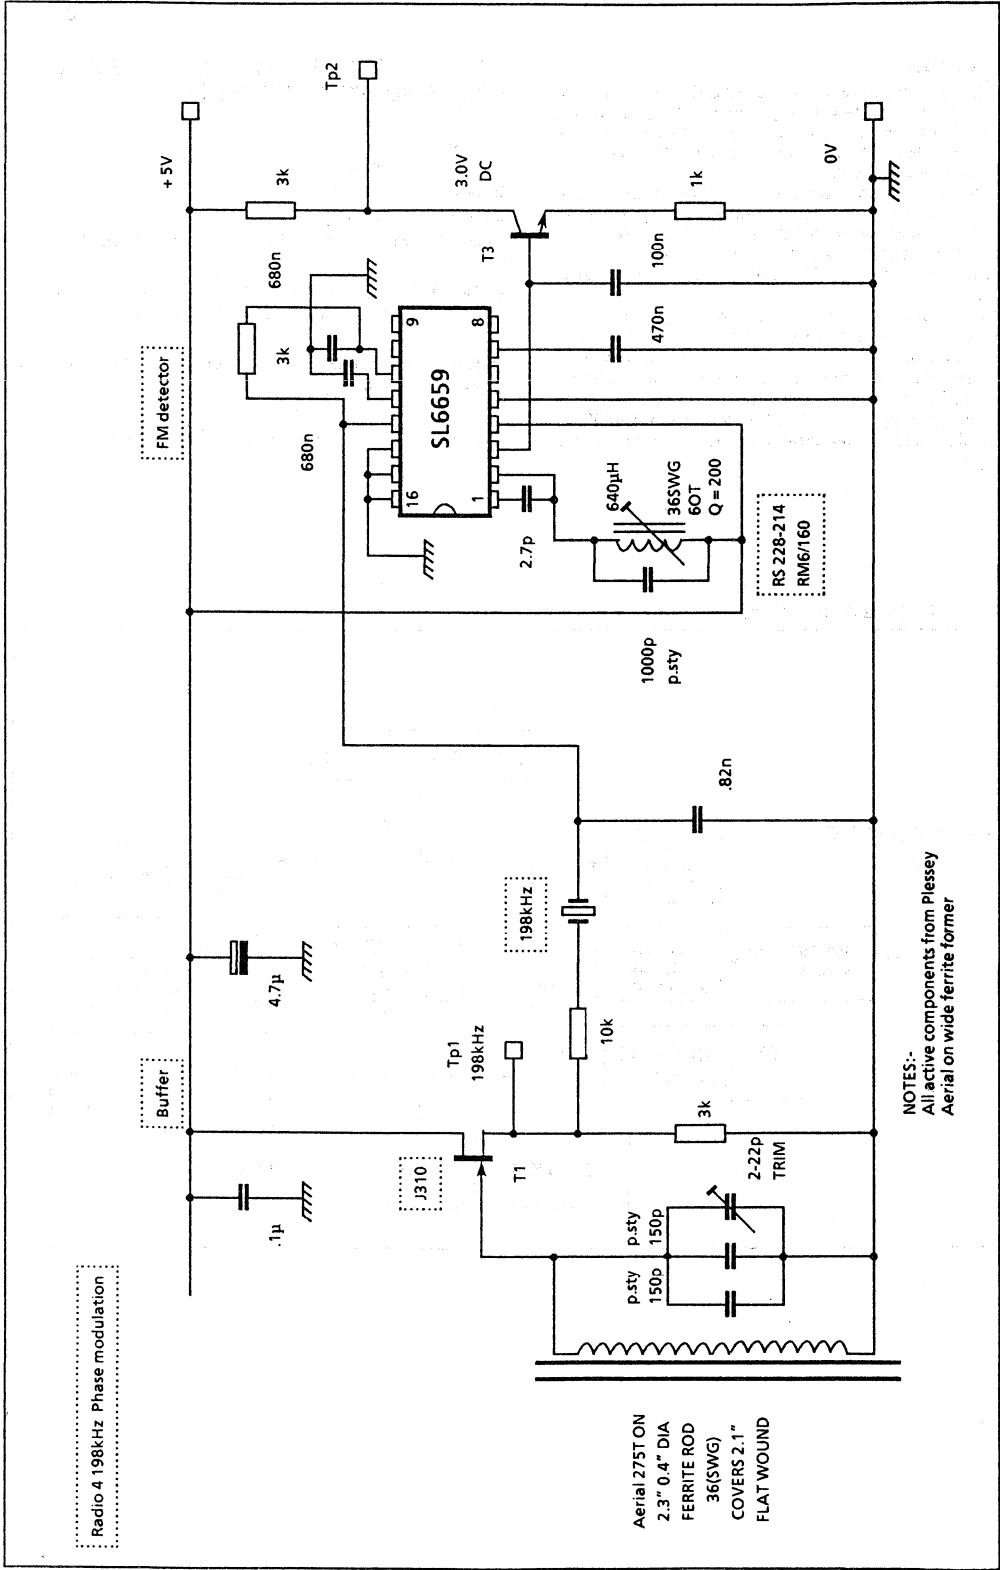 Radio 4 198kHz Phase modulation
Buffer
FM detector
+5V
.1µ
4.7µ
680n
3k
680n
3k
Tp2
J310
T1
Tp1
198kHz
198kHz
10k
16
9
SL6659
1
8
T3
3.0V
DC
2.7p
640µH
36SWG
60T
Q=200
1000p
p.sty
470n
100n
1k
0V
RS 228-214
RM6/160
.82n
3k
2-22p
TRIM
p.sty
150p
p.sty
150p
Aerial 275T ON
2.3" 0.4" DIA
FERRITE ROD
36(SWG)
COVERS 2.1"
FLAT WOUND
NOTES:-
All active components from Plessey
Aerial on wide ferrite former